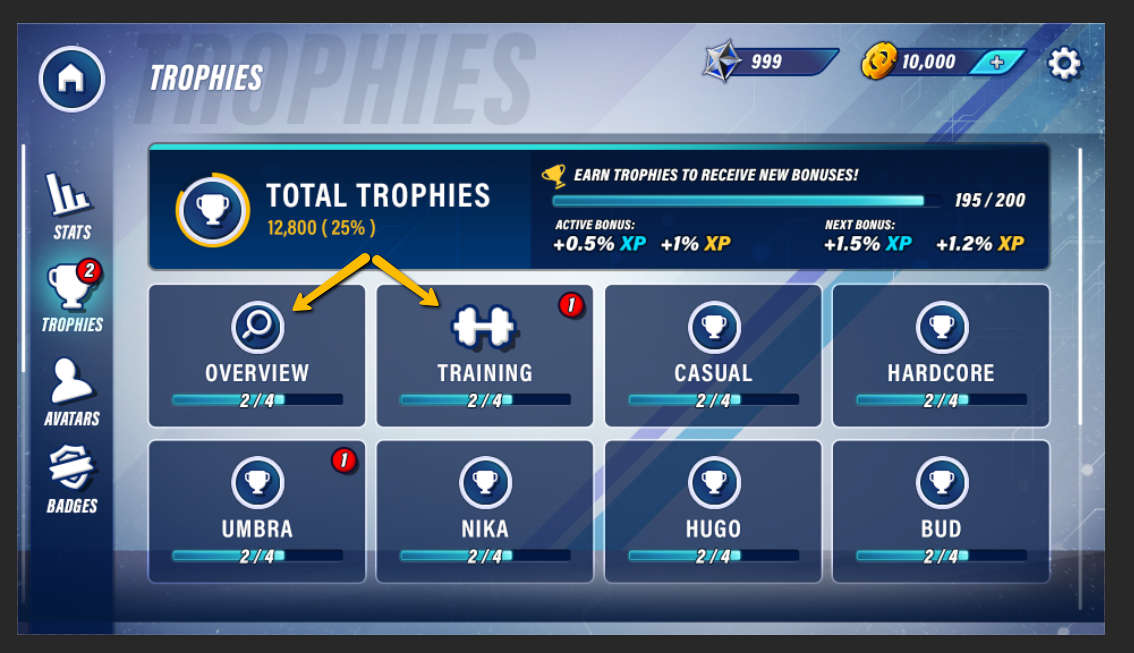 TROPHIES
TROPHIES
999
10,000
STATS
2
TROPHIES
AVATARS
BADGES
TOTAL TROPHIES
12,800 ( 25% )
EARN TROPHIES TO RECEIVE NEW BONUSES!
195 / 200
ACTIVE BONUS:
+0.5% XP +1% XP
NEXT BONUS:
+1.5% XP +1.2% XP
OVERVIEW
2/4
1
TRAINING
2/4
CASUAL
2/4
HARDCORE
2/4
1
UMBRA
2/4
NIKA
2/4
HUGO
2/4
BUD
2/4